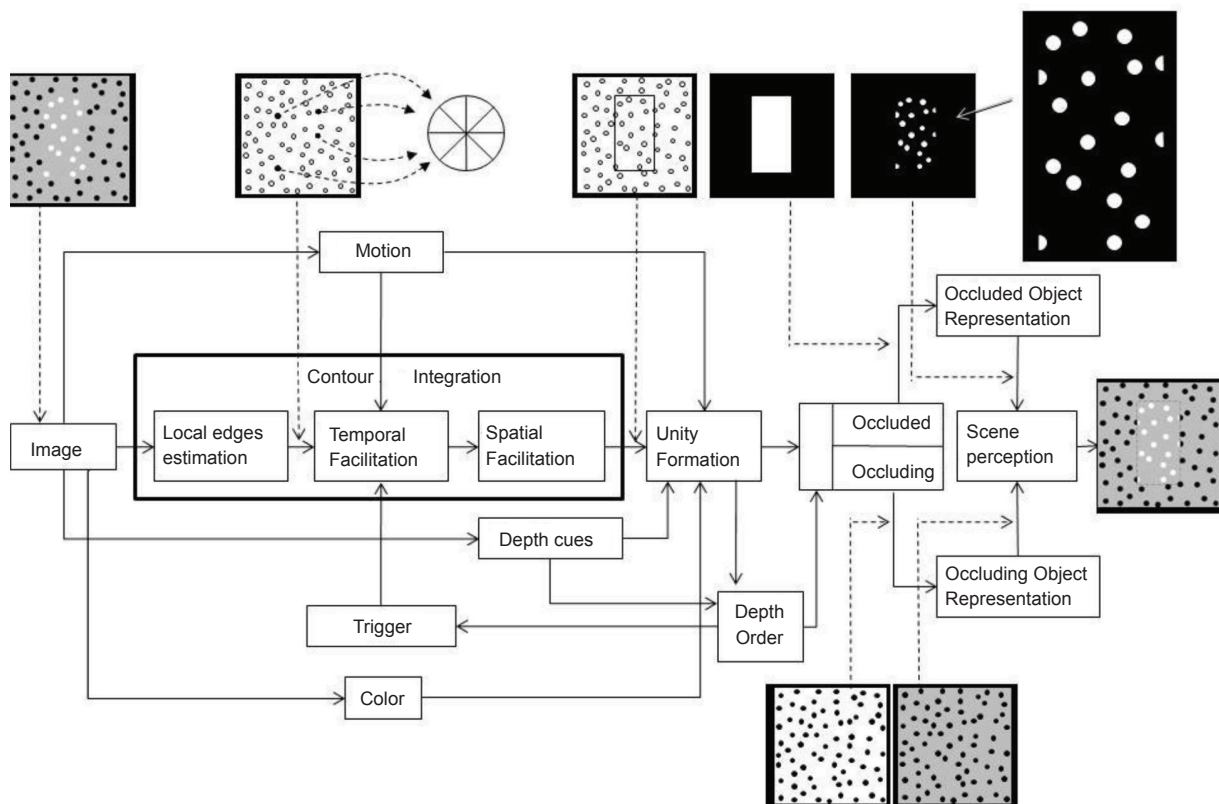 Motion
Occluded Object
Representation
Contour Integration
Image
Local edges
estimation
Temporal
Facilitation
Spatial
Facilitation
Unity
Formation
Occluded
Occluding
Scene
perception
Depth cues
Occluding Object
Representation
Trigger
Depth
Order
Color